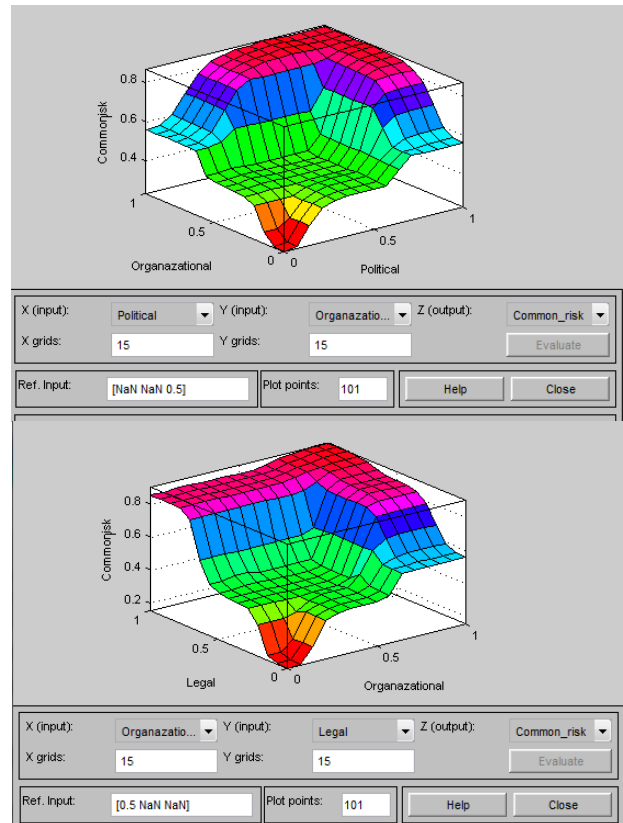 0.8
0.6
0.4
Commorjsk
1
0.5
0 0
0.5
1
Organazational
Political
X (input): Political Y (input): Organazatio... Z (output): Common_risk
X grids: 15 Y grids: 15 Evaluate
Ref. Input: [NaN NaN 0.5] Plot points: 101 Help Close
0.8
0.6
0.4
0.2
Commorjsk
1
0.5
0 0
0.5
1
Legal
Organazational
X (input): Organazatio... Y (input): Legal Z (output): Common_risk
X grids: 15 Y grids: 15 Evaluate
Ref. Input: [0.5 NaN NaN] Plot points: 101 Help Close